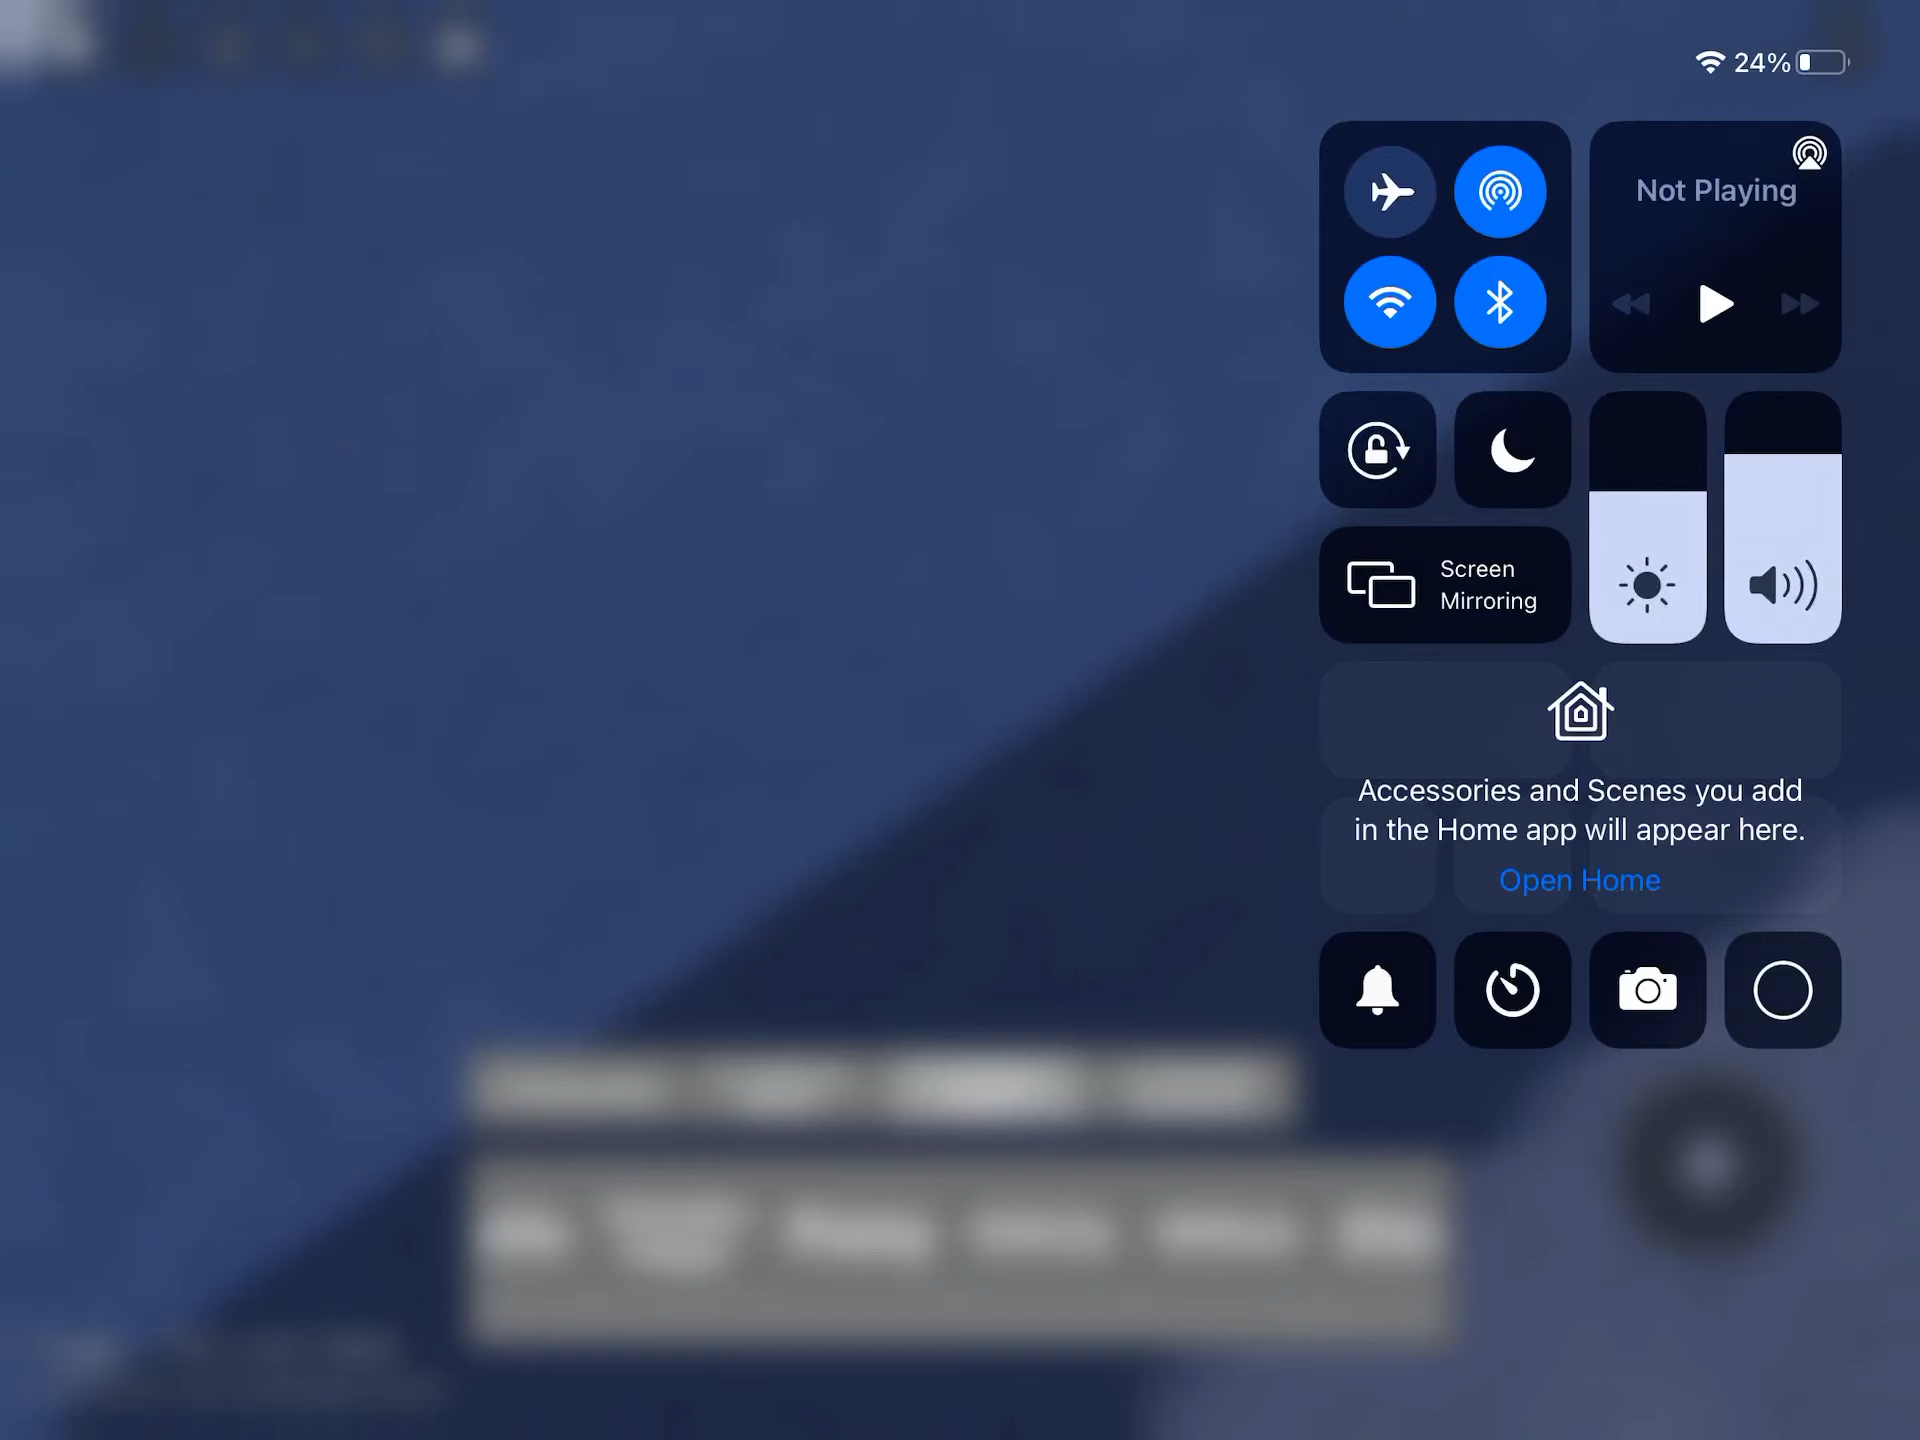 24%
Not Playing
Screen
Mirroring
Accessories and Scenes you add
in the Home app will appear here.
Open Home